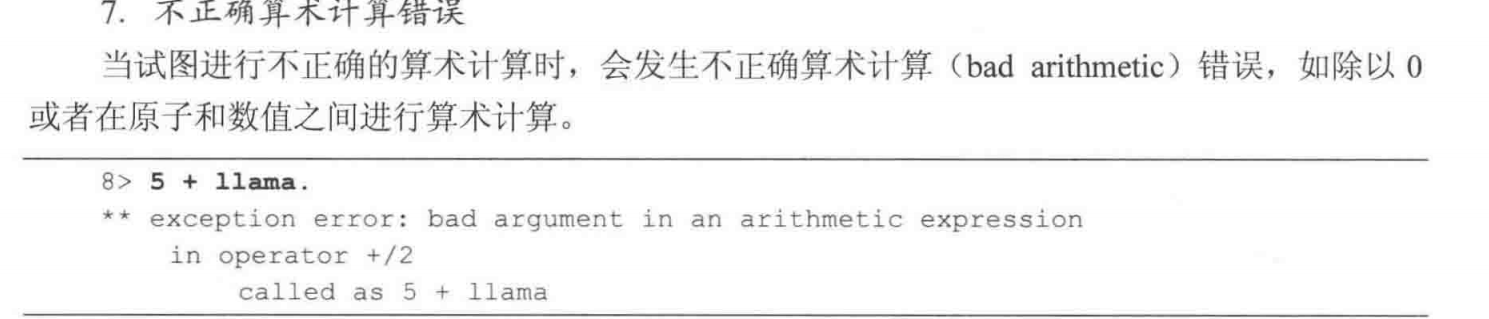 7. 不正确算术计算错误
当试图进行不正确的算术计算时，会发生不正确算术计算（bad arithmetic）错误，如除以 0
或者在原子和数值之间进行算术计算。
8> 5 + llama.
** exception error: bad argument in an arithmetic expression
in operator +/2
called as 5 + llama